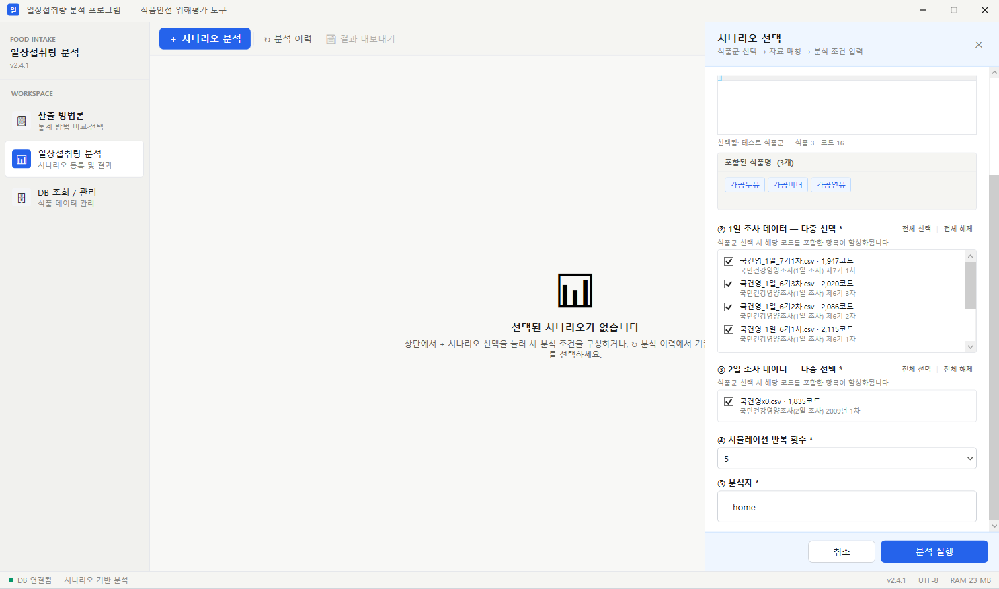 일 일상섭취량 분석 프로그램 — 식품안전 위해평가 도구
FOOD INTAKE
일상섭취량 분석
v2.4.1
WORKSPACE
산출 방법론
통계 방법 비교·선택
일상섭취량 분석
시나리오 등록 및 결과
DB 조회 / 관리
식품 데이터 관리
+ 시나리오 분석
↻ 분석 이력
결과 내보내기
선택된 시나리오가 없습니다
상단에서 + 시나리오 선택을 눌러 새 분석 조건을 구성하거나, ↻ 분석 이력에서
를 선택하세요.
시나리오 선택
식품군 선택 → 자료 매칭 → 분석 조건 입력
선택됨: 테스트 식품군 · 식품 3 · 코드 16
포함된 식품명 (3개)
가공두유 가공버터 가공연유
② 1일 조사 데이터 — 다중 선택 * 전체 선택 | 전체 해제
식품군 선택 시 해당 코드를 포함한 항목이 활성화됩니다.
국건영_1일_7기1차.csv · 1,947코드
국민건강영양조사(1일 조사) 제7기 1차
국건영_1일_6기3차.csv · 2,020코드
국민건강영양조사(1일 조사) 제6기 3차
국건영_1일_6기2차.csv · 2,086코드
국민건강영양조사(1일 조사) 제6기 2차
국건영_1일_6기1차.csv · 2,115코드
국민건강영양조사(1일 조사) 제6기 1차
③ 2일 조사 데이터 — 다중 선택 * 전체 선택 | 전체 해제
식품군 선택 시 해당 코드를 포함한 항목이 활성화됩니다.
국건영x0.csv · 1,835코드
국민건강영양조사(2일 조사) 2009년 1차
④ 시뮬레이션 반복 횟수 *
5
⑤ 분석자 *
home
취소 분석 실행
DB 연결됨 시나리오 기반 분석 v2.4.1 UTF-8 RAM 23 MB